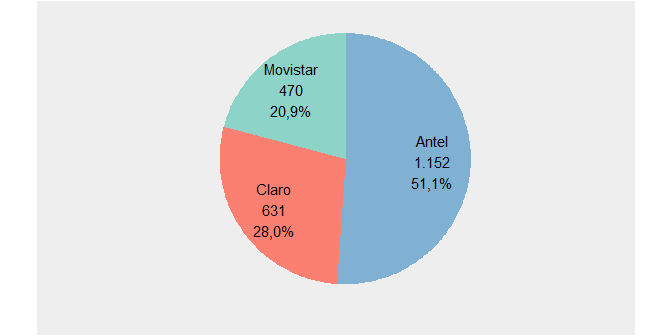 Movistar
470
20,9%
Antel
1.152
51,1%
Claro
631
28,0%